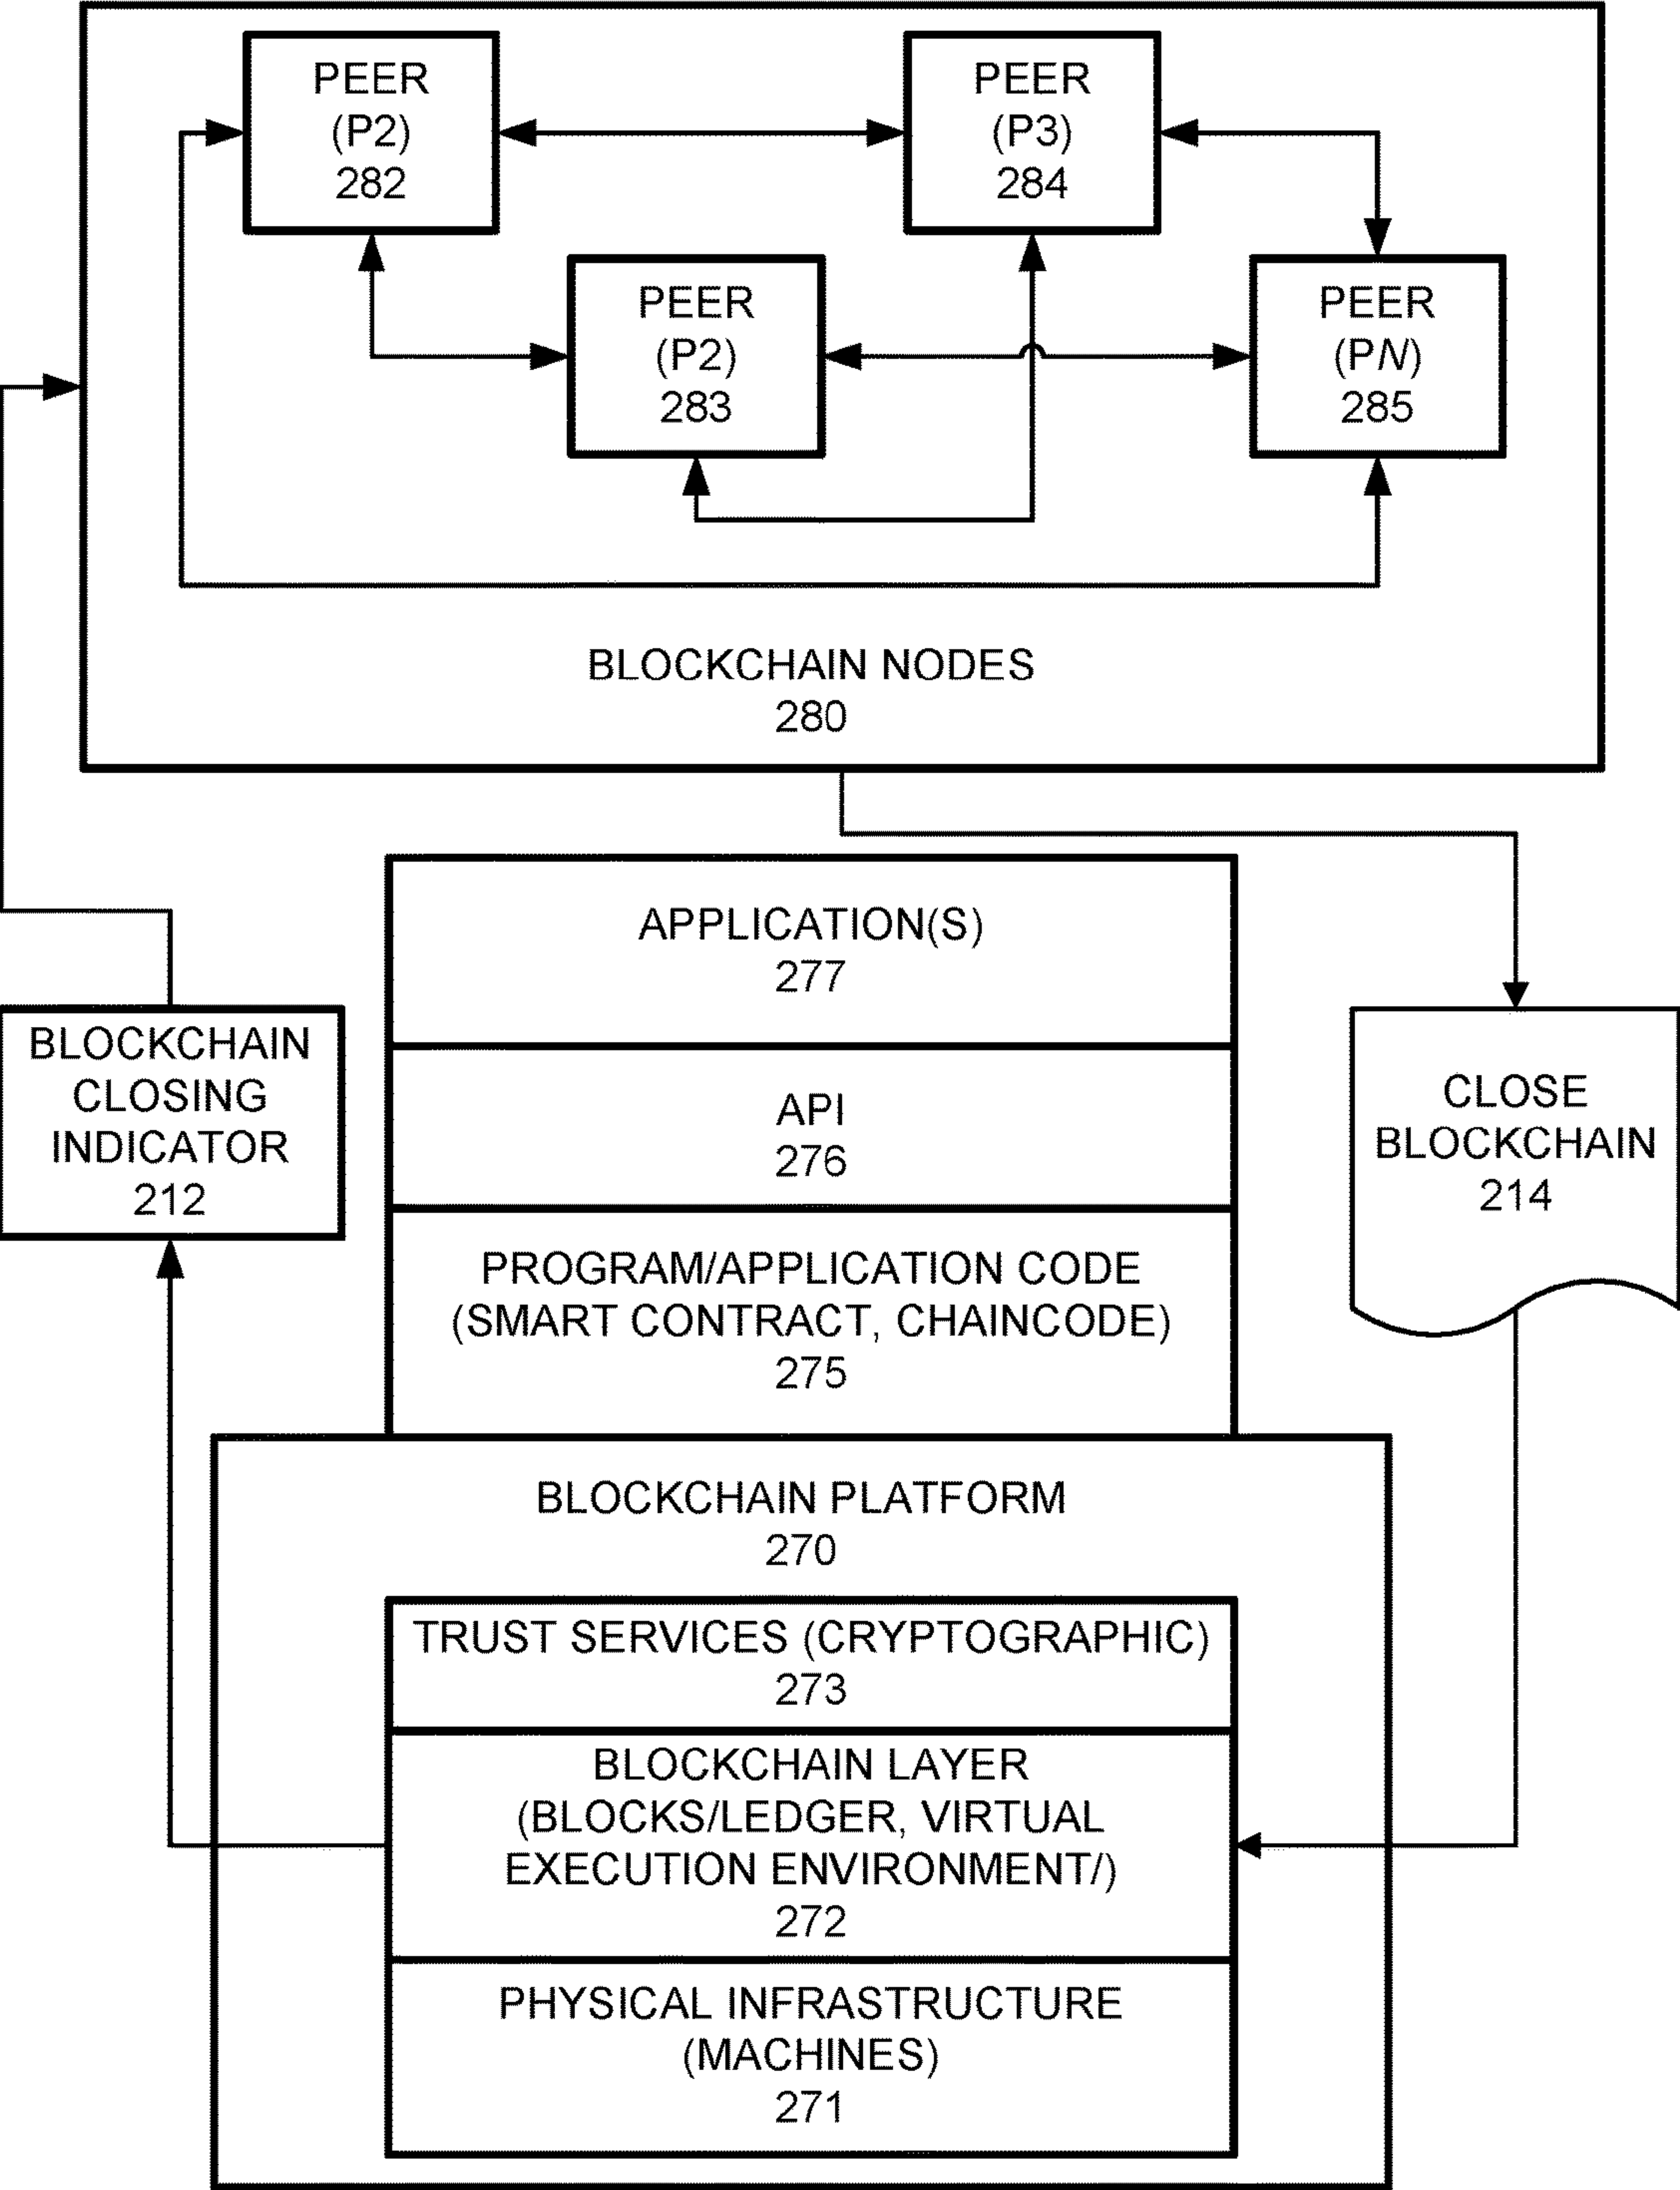 PEER
(P2)
282
PEER
(P3)
284
PEER
(P2)
283
PEER
(PN)
285
BLOCKCHAIN NODES
280
APPLICATION(S)
277
API
276
PROGRAM/APPLICATION CODE
(SMART CONTRACT, CHAINCODE)
275
BLOCKCHAIN
CLOSING
INDICATOR
212
CLOSE
BLOCKCHAIN
214
BLOCKCHAIN PLATFORM
270
TRUST SERVICES (CRYPTOGRAPHIC)
273
BLOCKCHAIN LAYER
(BLOCKS/LEDGER, VIRTUAL
EXECUTION ENVIRONMENT/)
272
PHYSICAL INFRASTRUCTURE
(MACHINES)
271